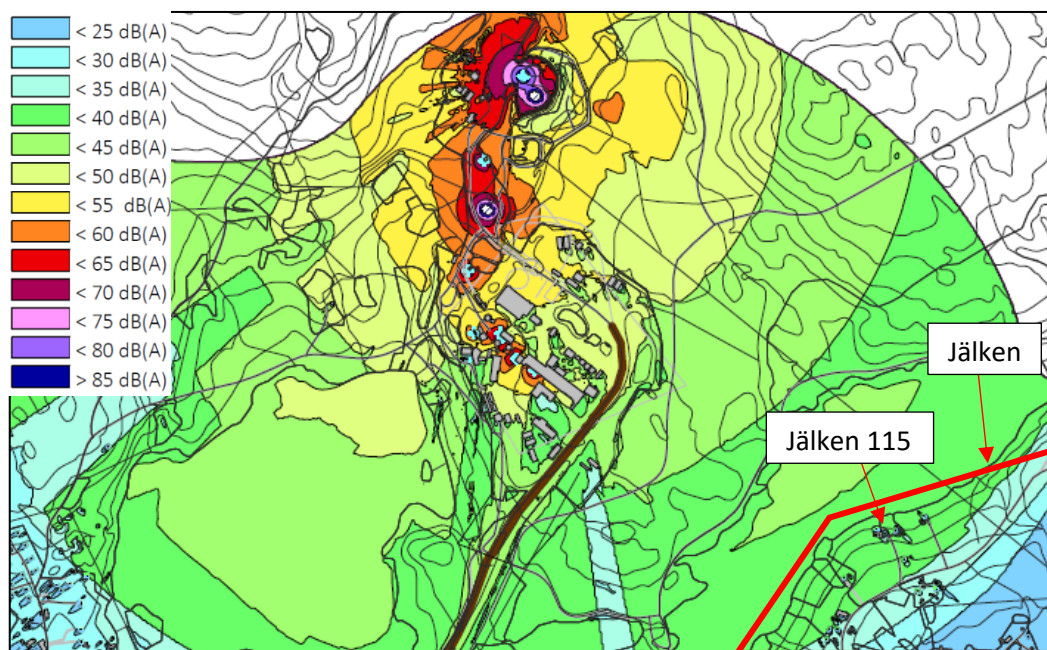 < 25 dB(A)
< 30 dB(A)
< 35 dB(A)
< 40 dB(A)
< 45 dB(A)
< 50 dB(A)
< 55 dB(A)
< 60 dB(A)
< 65 dB(A)
< 70 dB(A)
< 75 dB(A)
< 80 dB(A)
> 85 dB(A)
Jälken
Jälken 115